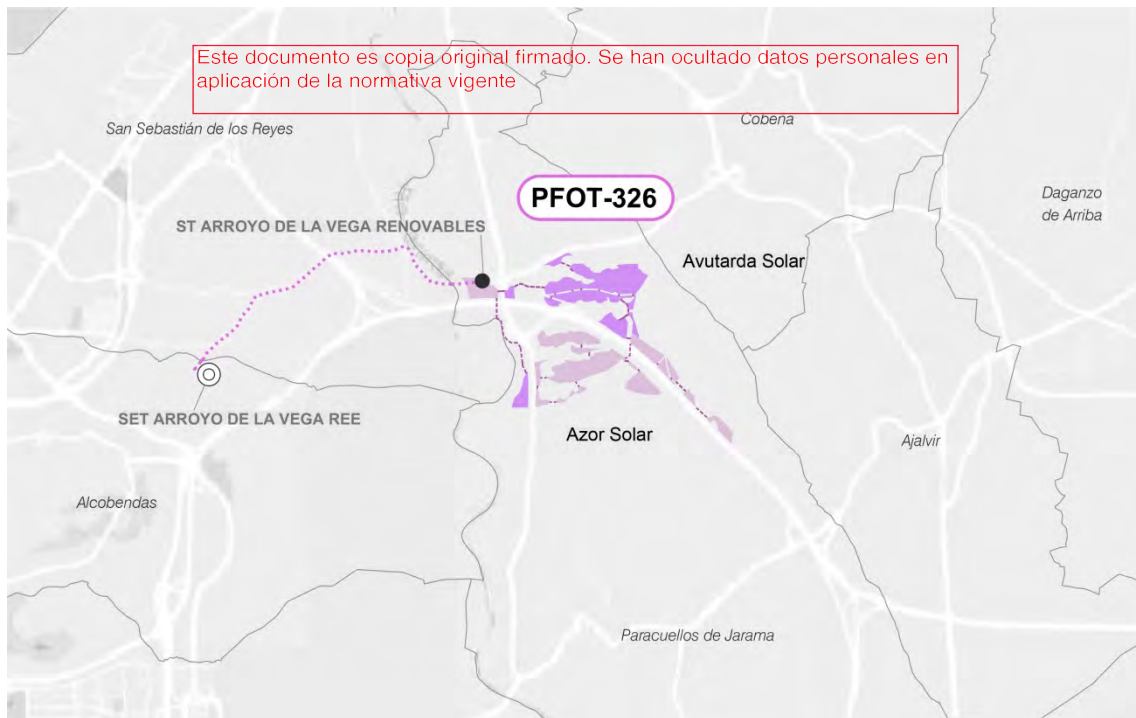 Este documento es copia original firmado. Se han ocultado datos personales en
aplicación de la normativa vigente
San Sebastián de los Reyes
Cobeña
Daganzo
de Arriba
PFOT-326
ST ARROYO DE LA VEGA RENOVABLES
Avutarda Solar
SET ARROYO DE LA VEGA REE
Azor Solar
Ajalvir
Alcobendas
Paracuellos de Jarama